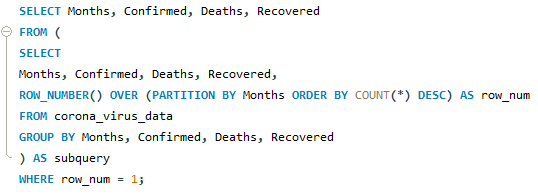 SELECT Months, Confirmed, Deaths, Recovered
FROM (
SELECT
Months, Confirmed, Deaths, Recovered,
ROW_NUMBER() OVER (PARTITION BY Months ORDER BY COUNT(*) DESC) AS row_num
FROM corona_virus_data
GROUP BY Months, Confirmed, Deaths, Recovered
) AS subquery
WHERE row_num = 1;